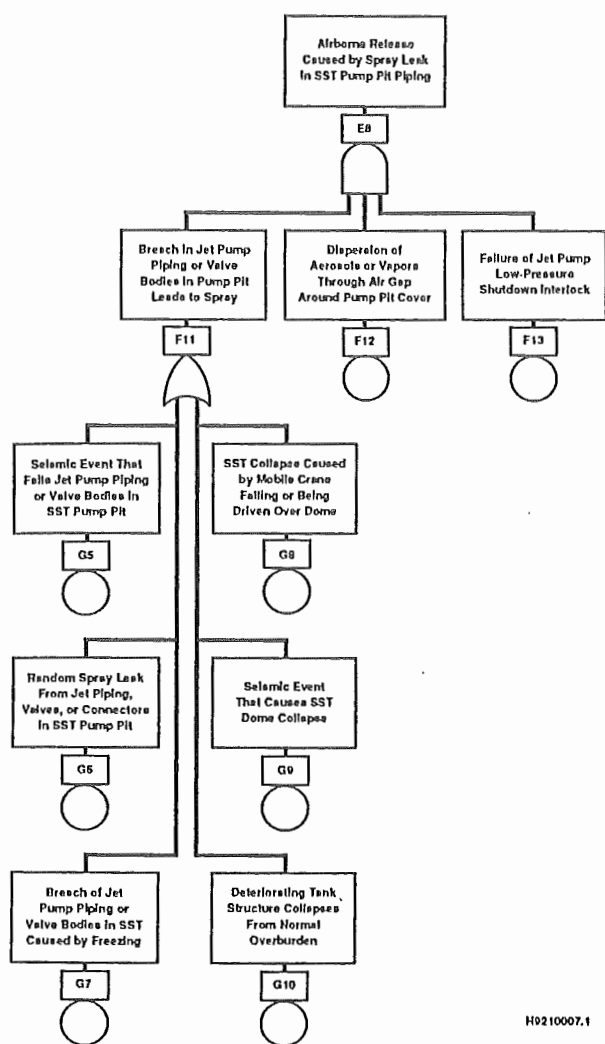 Airborne Release
Caused by Spray Leak
In SST Pump Pit Piping
E8
Breach In Jet Pump
Piping or Valve
Bodies In Pump Pit
Leads to Spray
F11
Dispersion of
Aerosols or Vapors
Through Air Gap
Around Pump Pit Cover
F12
Failure of Jet Pump
Low-Pressure
Shutdown Interlock
F13
Seismic Event That
Fails Jet Pump Piping
or Valve Bodies In
SST Pump Pit
G5
SST Collapse Caused
by Mobile Crane
Falling or Being
Driven Over Dome
G8
Random Spray Leak
From Jet Piping,
Valves, or Connectors
In SST Pump Pit
G6
Seismic Event
That Causes SST
Dome Collapse
G9
Breach of Jet
Pump Piping or
Valve Bodies In SST
Caused by Freezing
G7
Deteriorating Tank
Structure Collapses
From Normal
Overburden
G10
H9210007.1